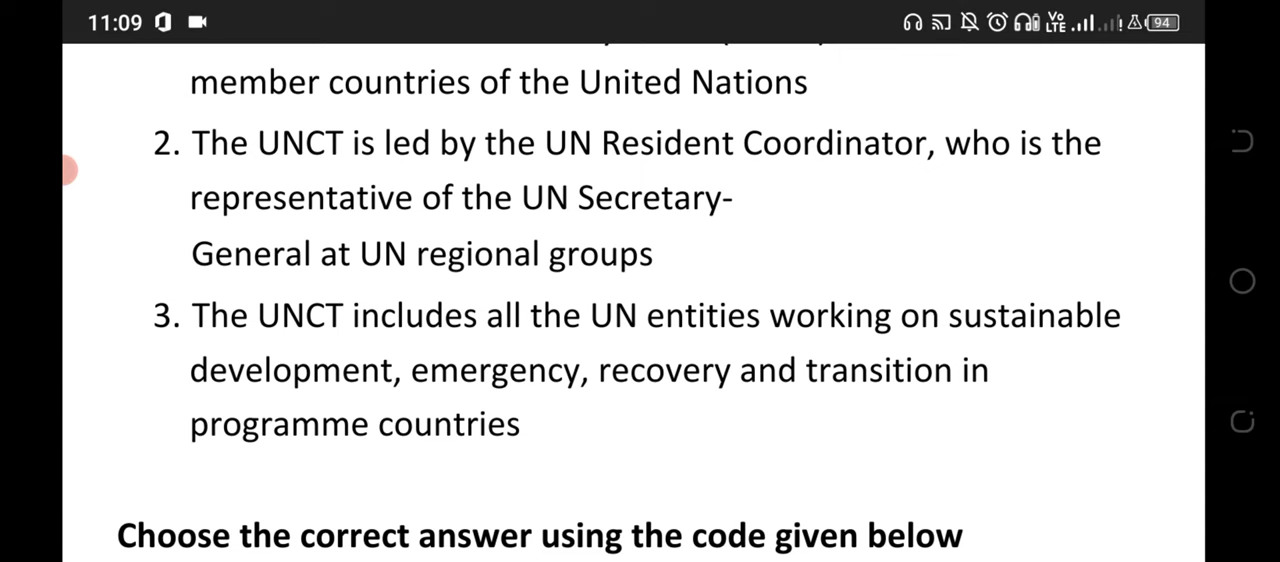 11:09
Vo
LTE
94
member countries of the United Nations
2. The UNCT is led by the UN Resident Coordinator, who is the
representative of the UN Secretary-
General at UN regional groups
3. The UNCT includes all the UN entities working on sustainable
development, emergency, recovery and transition in
programme countries
Choose the correct answer using the code given below